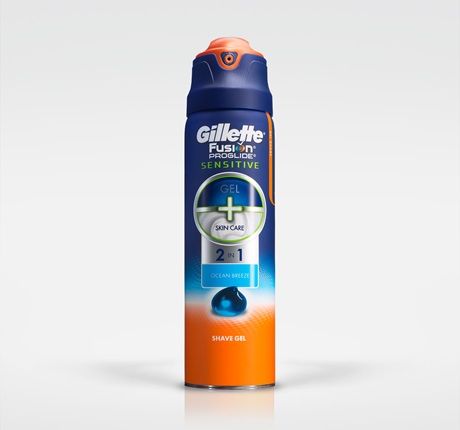 Gillette®
Fusion®
PROGLIDE®
SENSITIVE
GEL
+
SKIN CARE
2 IN 1
OCEAN BREEZE
SHAVE GEL